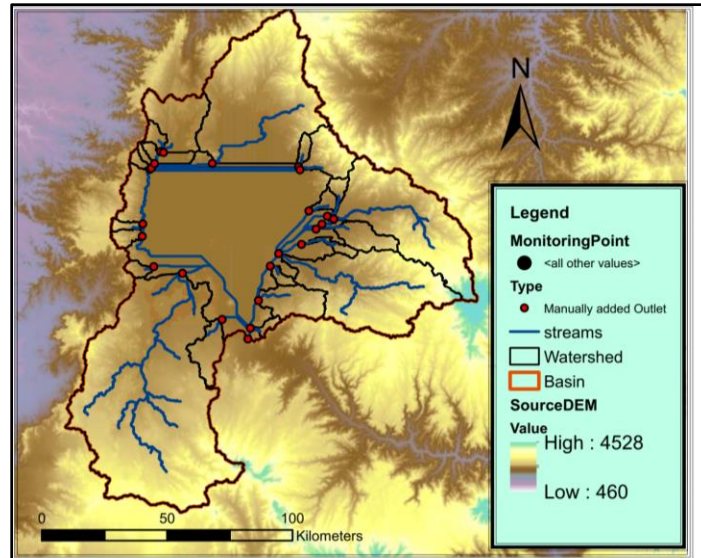 N
Legend
MonitoringPoint
<all other values>
Type
Manually added Outlet
streams
Watershed
Basin
SourceDEM
Value
High : 4528
Low : 460
0 50 100
Kilometers